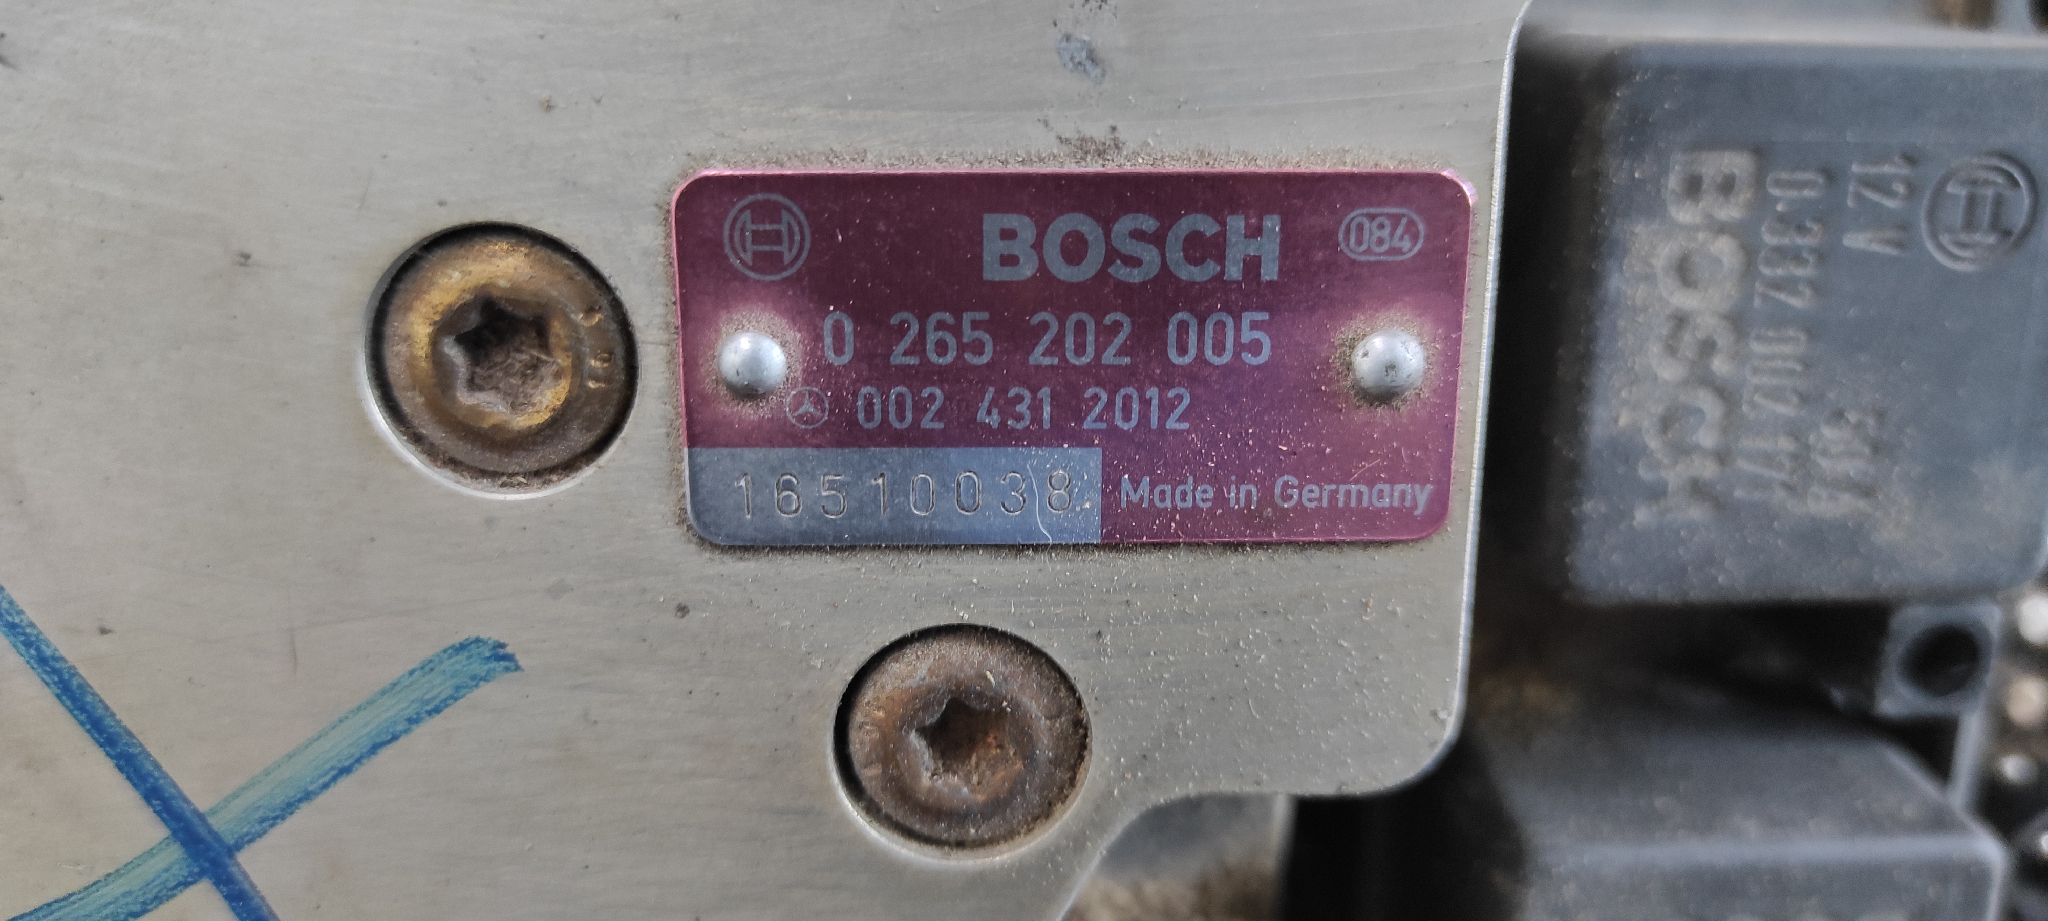 BOSCH 084
0 265 202 005
002 431 2012
16510038 Made in Germany
12 V
BOSCH